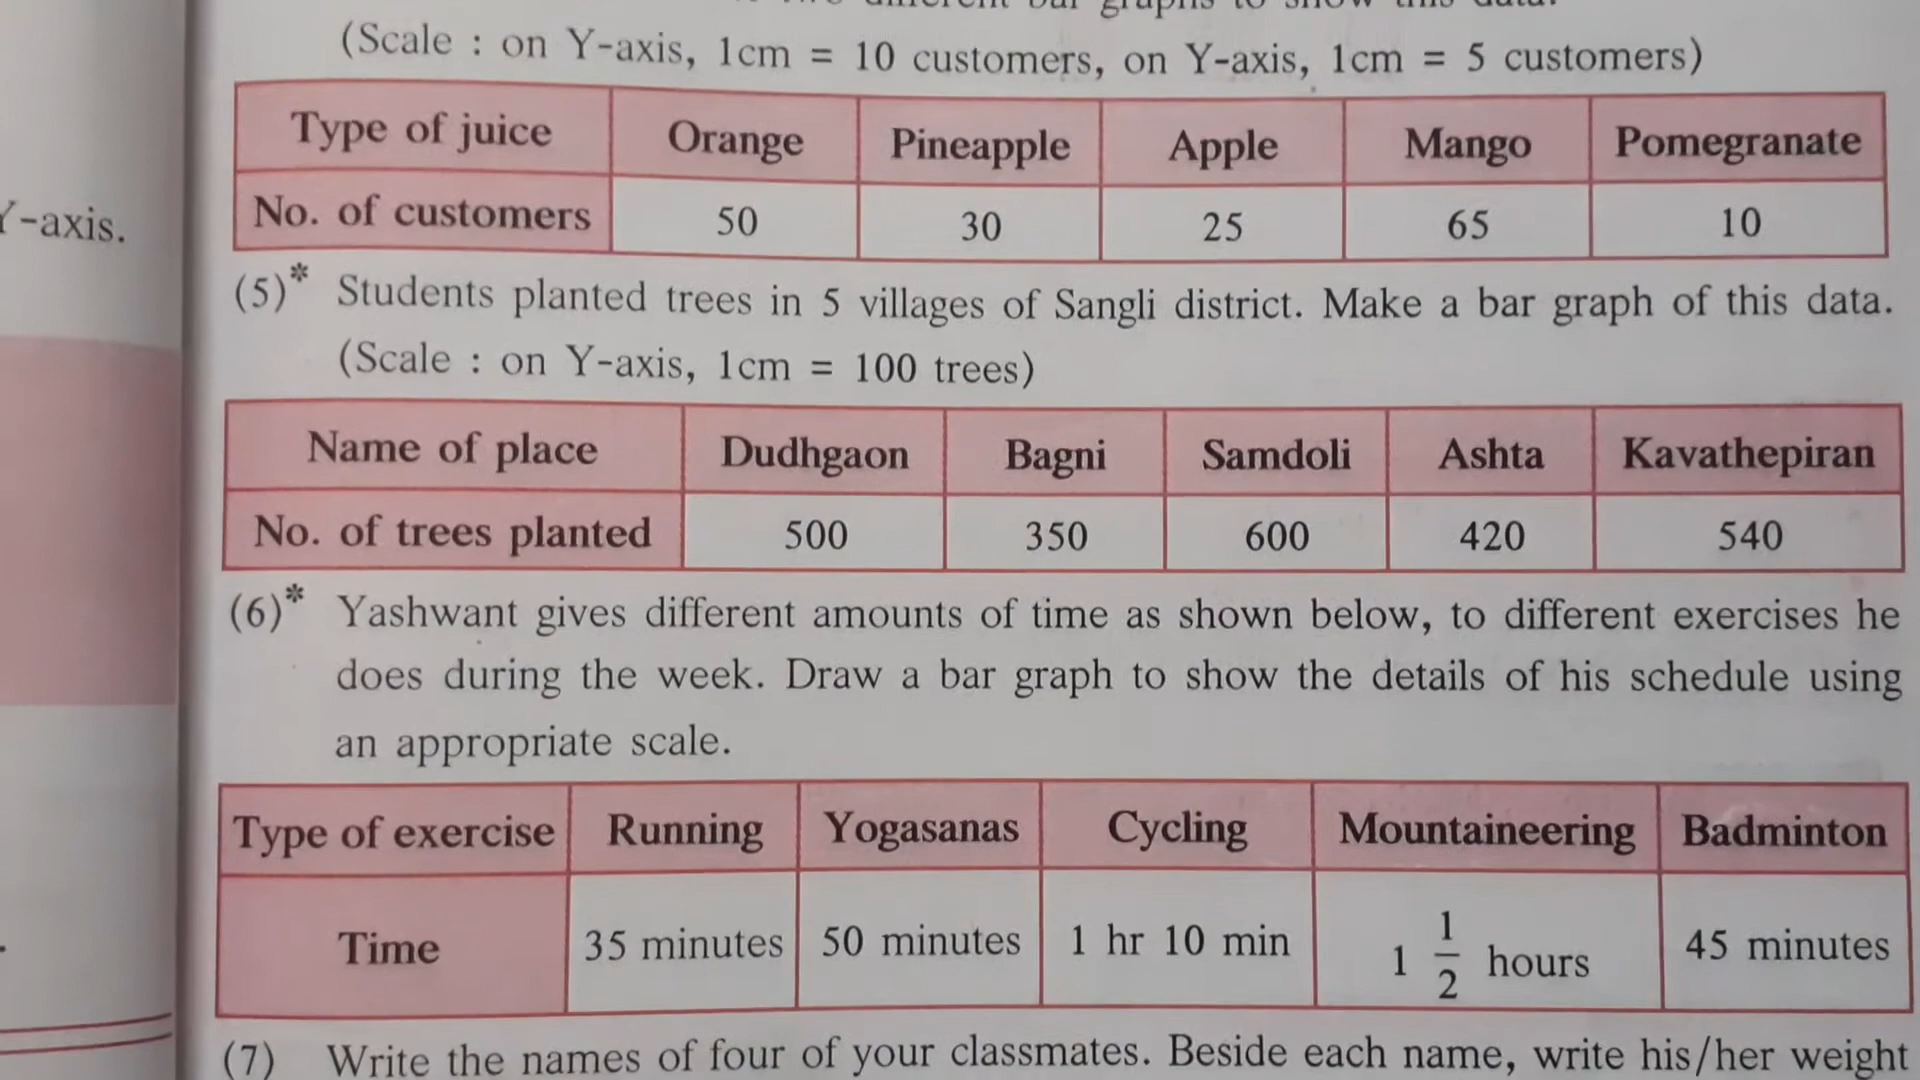 different bar graphs to show this data.
(Scale : on Y-axis, 1cm = 10 customers, on Y-axis, 1cm = 5 customers)
Type of juice Orange Pineapple Apple Mango Pomegranate
No. of customers 50 30 25 65 10
Y-axis.
(5)* Students planted trees in 5 villages of Sangli district. Make a bar graph of this data.
(Scale : on Y-axis, 1cm = 100 trees)
Name of place Dudhgaon Bagni Samdoli Ashta Kavathepiran
No. of trees planted 500 350 600 420 540
(6)* Yashwant gives different amounts of time as shown below, to different exercises he
does during the week. Draw a bar graph to show the details of his schedule using
an appropriate scale.
Type of exercise Running Yogasanas Cycling Mountaineering Badminton
Time 35 minutes 50 minutes 1 hr 10 min 1 1/2 hours 45 minutes
(7) Write the names of four of your classmates. Beside each name, write his/her weight